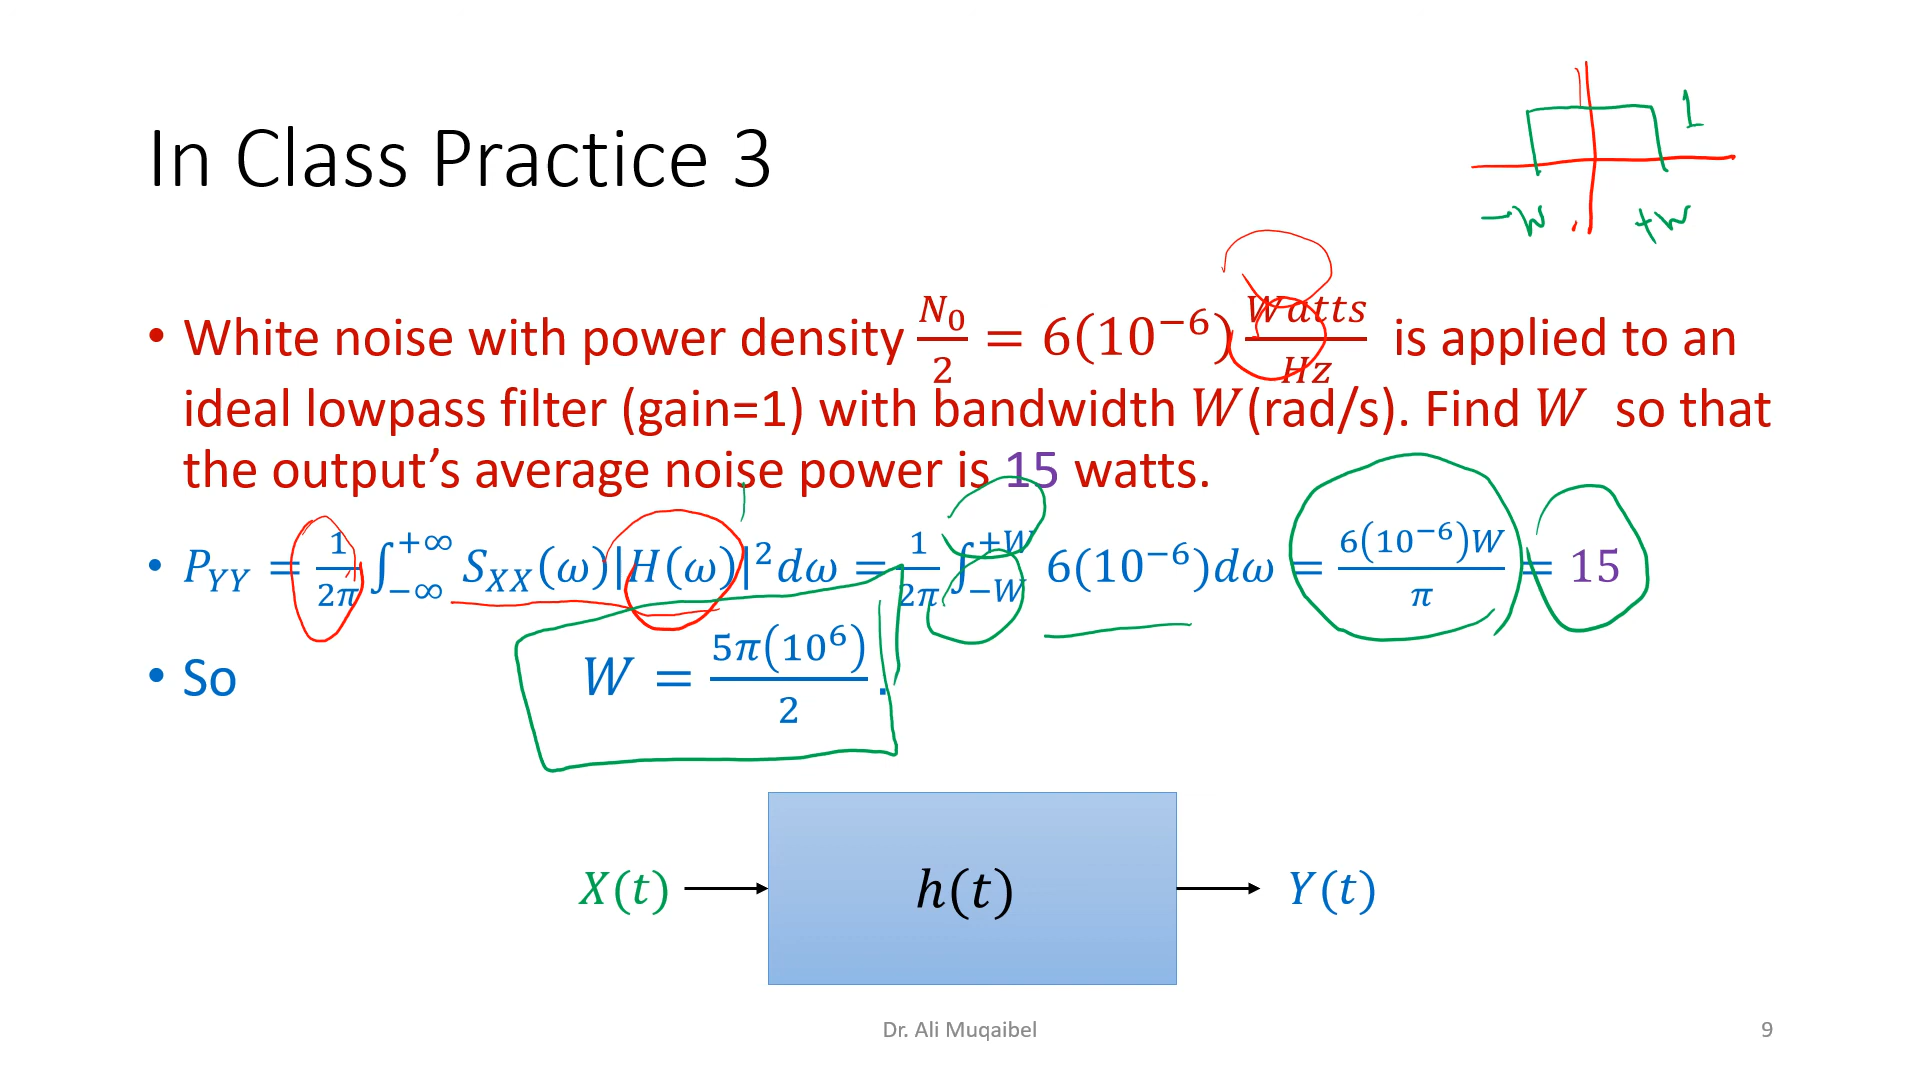 In Class Practice 3
1
-W +W
• White noise with power density N₀/2 = 6(10⁻⁶) Watts/Hz is applied to an
ideal lowpass filter (gain=1) with bandwidth W(rad/s). Find W so that
the output’s average noise power is 15 watts.
• P_YY = 1/2π ∫_−∞^+∞ S_XX(ω)|H(ω)|²dω = 1/2π ∫_−W^+W 6(10⁻⁶)dω = 6(10⁻⁶)W/π = 15
• So W = 5π(10⁶)/2.
X(t) h(t) Y(t)
Dr. Ali Muqaibel 9